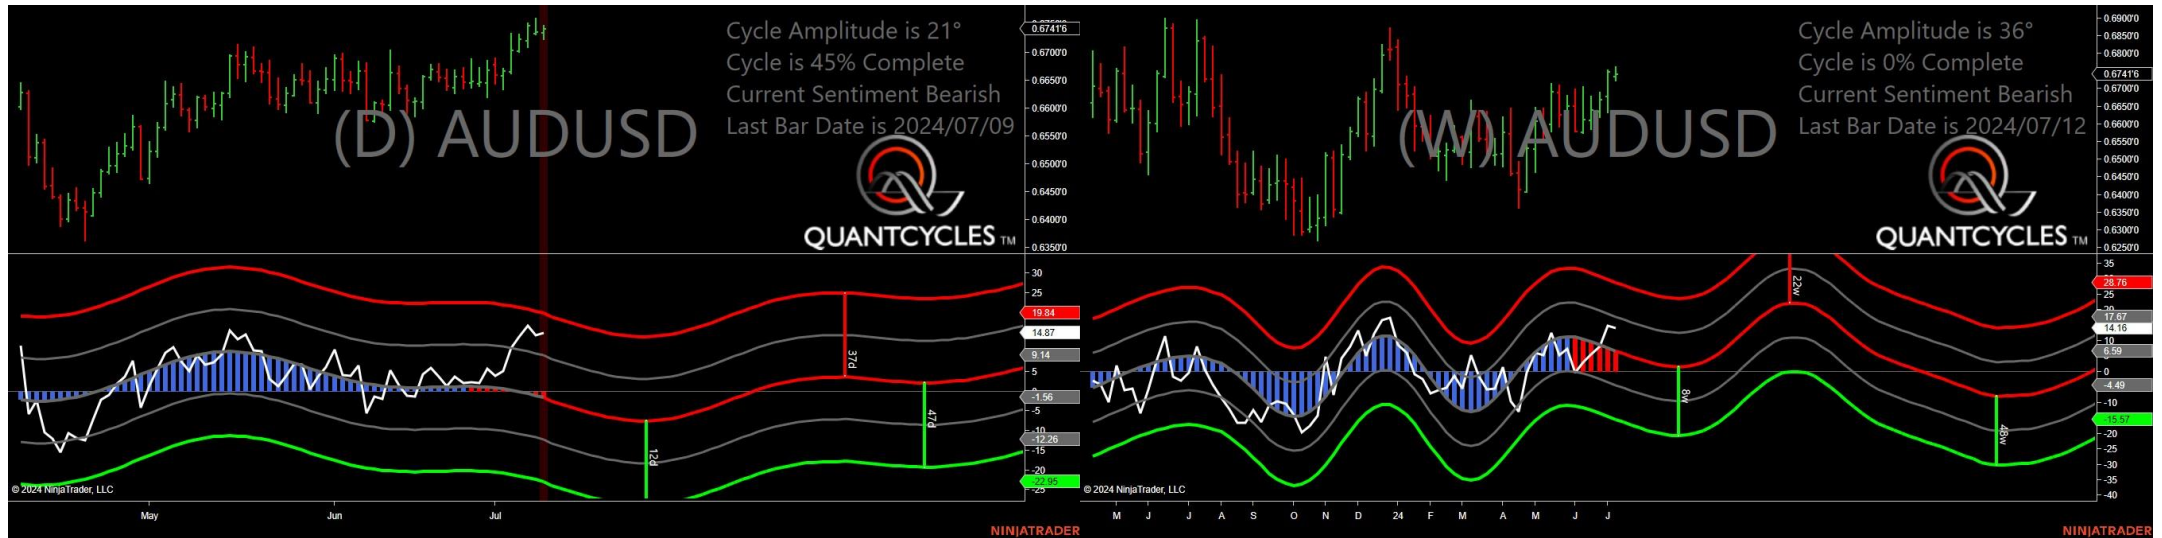 Cycle Amplitude is 21°
Cycle is 45% Complete
Current Sentiment Bearish
Last Bar Date is 2024/07/09
(D) AUDUSD
QUANTCYCLES TM
0.6741'6
0.6700'0
0.6650'0
0.6600'0
0.6550'0
0.6500'0
0.6450'0
0.6400'0
0.6350'0
30
25
19.84
14.87
9.14
5
-1.56
-5
-10
-12.26
-15
-20
-22.95
-25
37d
47d
12d
© 2024 NinjaTrader, LLC
May
Jun
Jul
NINJATRADER
Cycle Amplitude is 36°
Cycle is 0% Complete
Current Sentiment Bearish
Last Bar Date is 2024/07/12
(W) AUDUSD
QUANTCYCLES TM
0.6900'0
0.6850'0
0.6800'0
0.6741'6
0.6700'0
0.6650'0
0.6600'0
0.6550'0
0.6500'0
0.6450'0
0.6400'0
0.6350'0
0.6300'0
0.6250'0
35
28.76
25
20
17.67
14.16
10
6.59
0
-4.49
-10
-15.57
-20
-25
-30
-35
-40
22w
8w
48w
© 2024 NinjaTrader, LLC
M J J A S O N D 24 F M A M J J
NINJATRADER